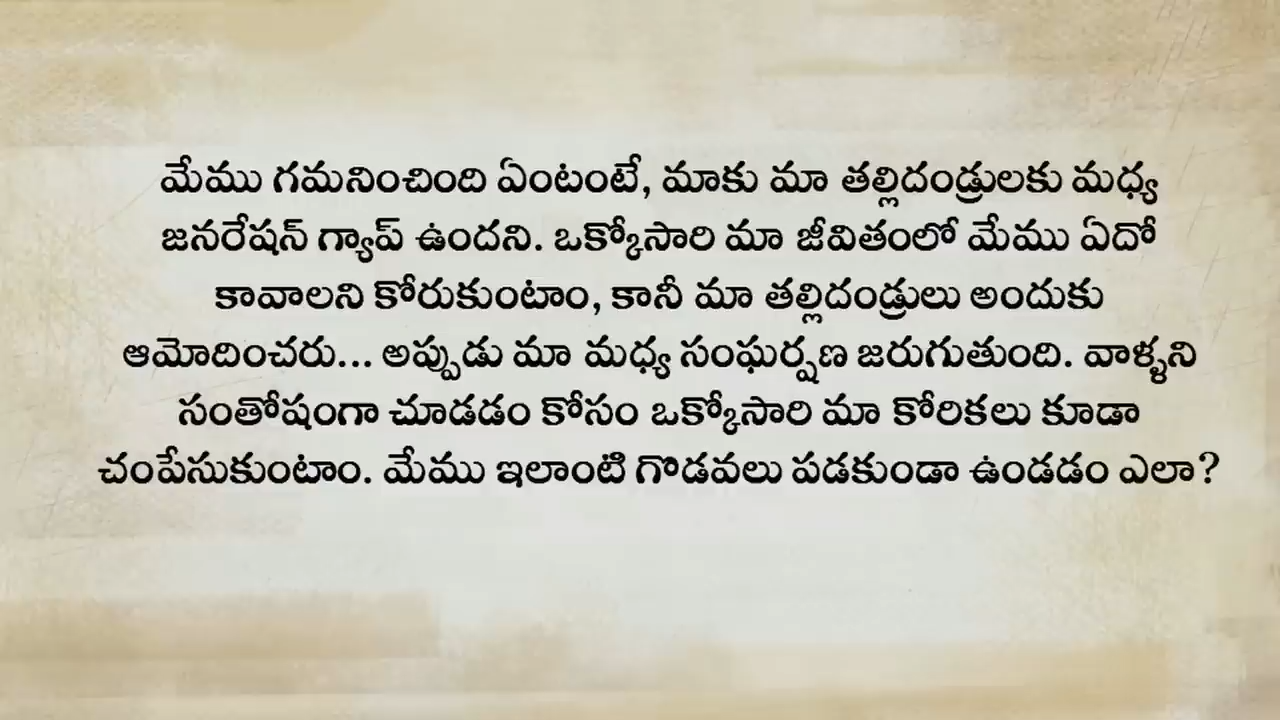 మేము గమనించింది ఏంటంటే, మాకు మా తల్లిదండ్రులకు మధ్య
జనరేషన్ గ్యాప్ ఉందని. ఒక్కోసారి మా జీవితంలో మేము ఏదో
కావాలని కోరుకుంటాం, కానీ మా తల్లిదండ్రులు అందుకు
ఆమోదించరు... అప్పుడు మా మధ్య సంఘర్షణ జరుగుతుంది. వాళ్ళని
సంతోషంగా చూడడం కోసం ఒక్కోసారి మా కోరికలు కూడా
చంపేసుకుంటాం. మేము ఇలాంటి గొడవలు పడకుండా ఉండడం ఎలా?